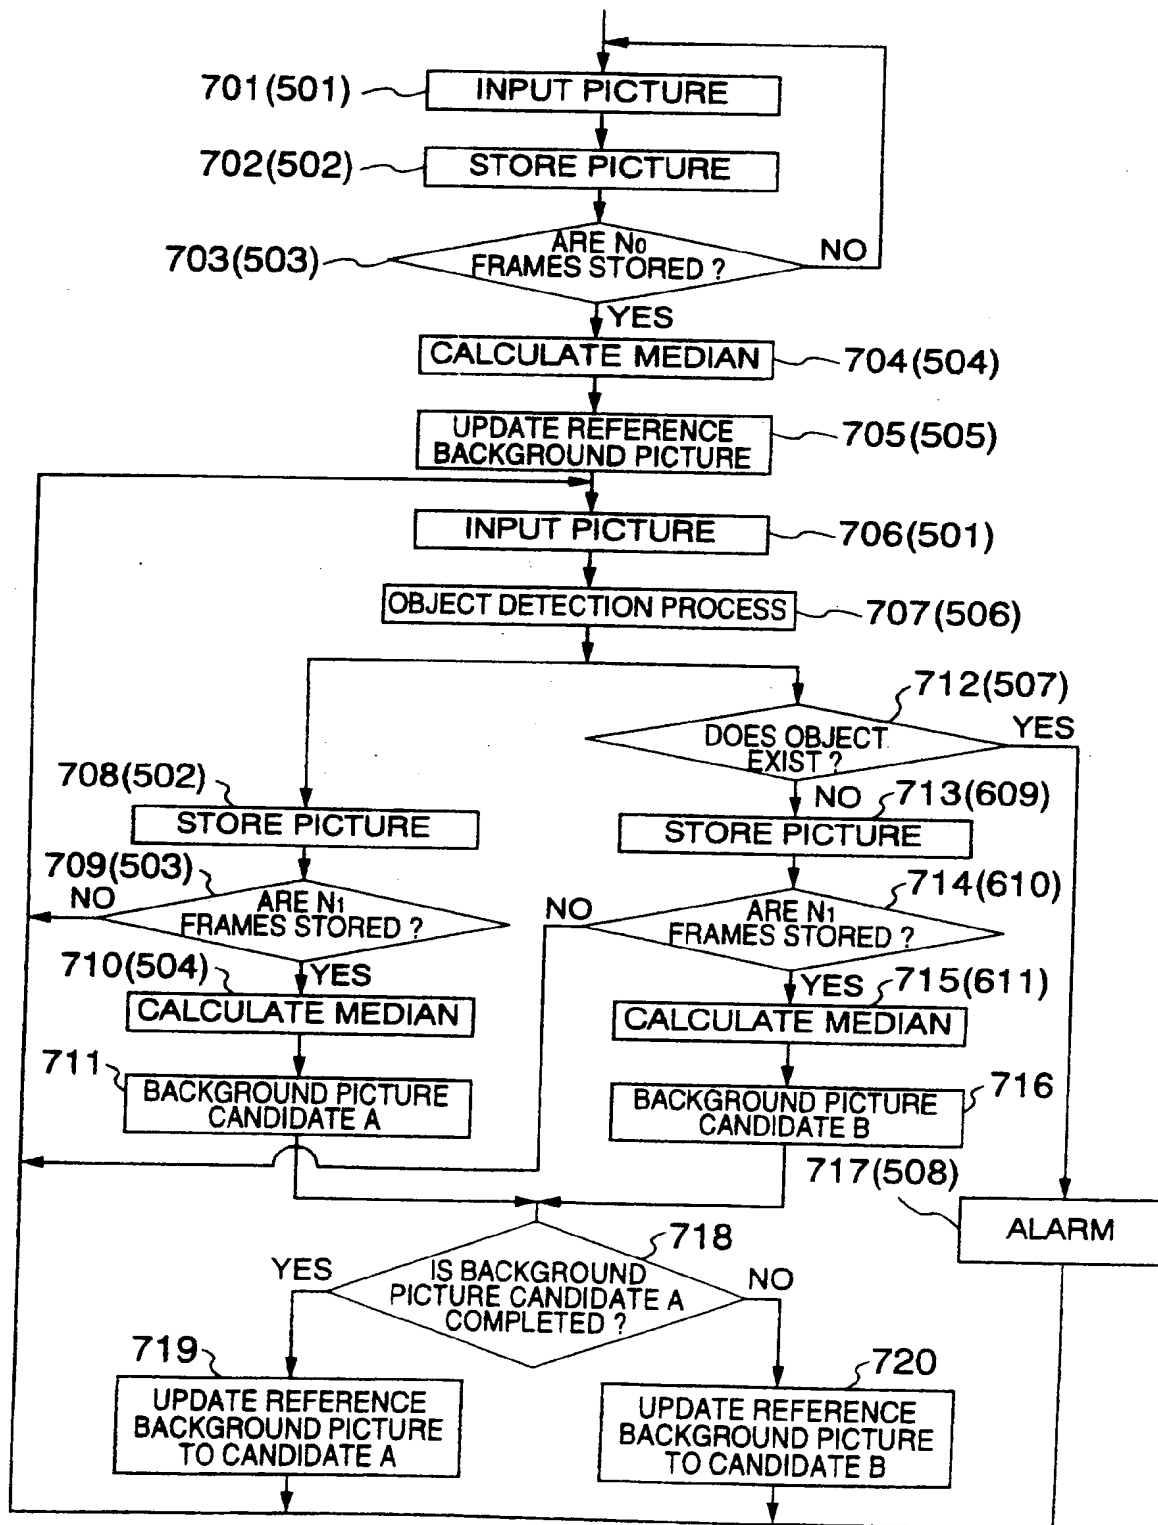 701(501)
INPUT PICTURE
702(502)
STORE PICTURE
703(503)
ARE N0
FRAMES STORED ?
NO
YES
CALCULATE MEDIAN
704(504)
UPDATE REFERENCE
BACKGROUND PICTURE
705(505)
INPUT PICTURE
706(501)
OBJECT DETECTION PROCESS
707(506)
712(507)
DOES OBJECT
EXIST ?
YES
NO
708(502)
STORE PICTURE
713(609)
STORE PICTURE
709(503)
NO
ARE N1
FRAMES STORED ?
714(610)
NO
ARE N1
FRAMES STORED ?
710(504)
YES
CALCULATE MEDIAN
YES
715(611)
CALCULATE MEDIAN
711
BACKGROUND PICTURE
CANDIDATE A
716
BACKGROUND PICTURE
CANDIDATE B
717(508)
ALARM
718
YES
IS BACKGROUND
PICTURE CANDIDATE A
COMPLETED ?
NO
719
UPDATE REFERENCE
BACKGROUND PICTURE
TO CANDIDATE A
720
UPDATE REFERENCE
BACKGROUND PICTURE
TO CANDIDATE B